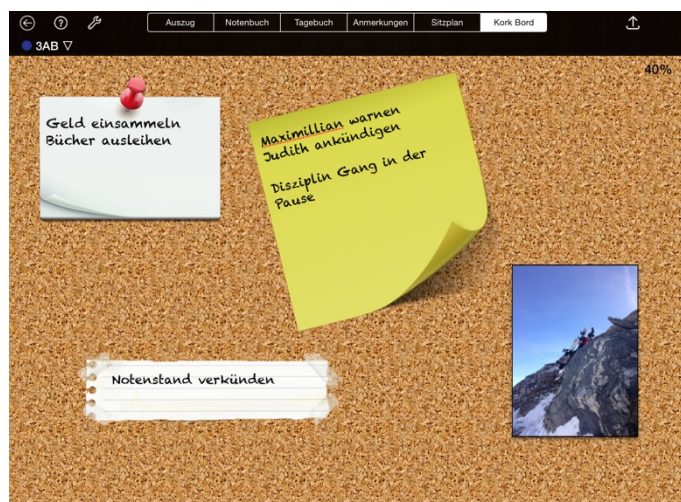 Auszug Notenbuch Tagebuch Anmerkungen Sitzplan Kork Bord
3AB
40%
Geld einsammeln
Bücher ausleihen
Maximillian warnen
Judith ankündigen
Disziplin Gang in der
Pause
Notenstand verkünden